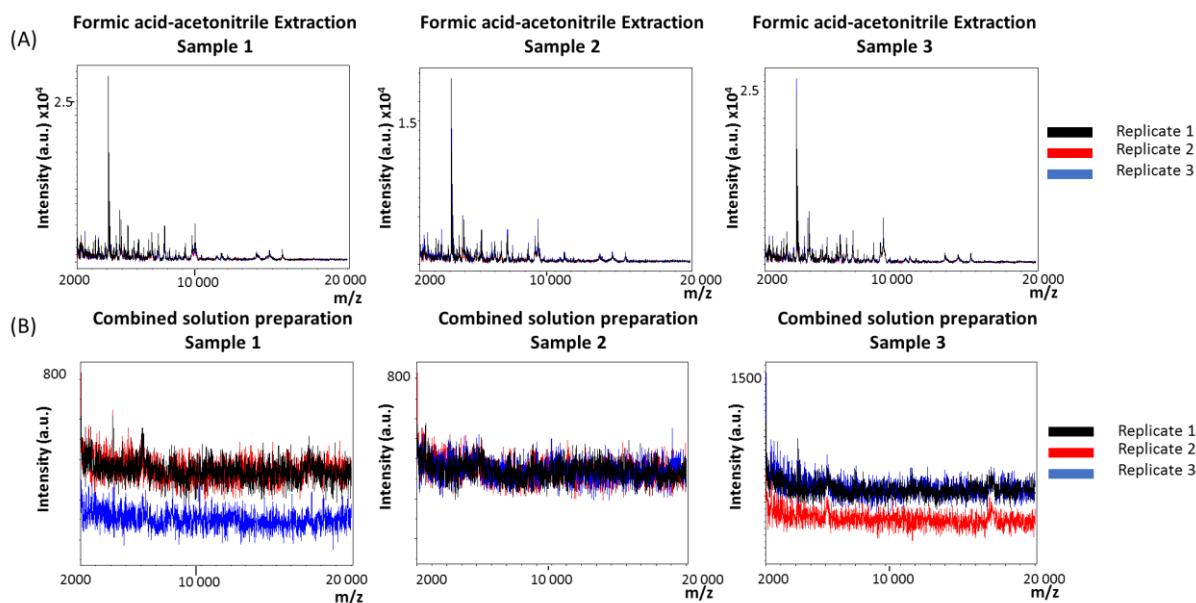 (A)
Formic acid-acetonitrile Extraction
Sample 1
Intensity (a.u.) x10⁴
2.5
2000
10 000
20 000
m/z
Formic acid-acetonitrile Extraction
Sample 2
Intensity (a.u.) x10⁴
1.5
2000
10 000
20 000
m/z
Formic acid-acetonitrile Extraction
Sample 3
Intensity (a.u.) x10⁴
2.5
2000
10 000
20 000
m/z
Replicate 1
Replicate 2
Replicate 3
(B)
Combined solution preparation
Sample 1
Intensity (a.u.)
800
2000
10 000
20 000
m/z
Combined solution preparation
Sample 2
Intensity (a.u.)
800
2000
10 000
20 000
m/z
Combined solution preparation
Sample 3
Intensity (a.u.)
1500
2000
10 000
20 000
m/z
Replicate 1
Replicate 2
Replicate 3